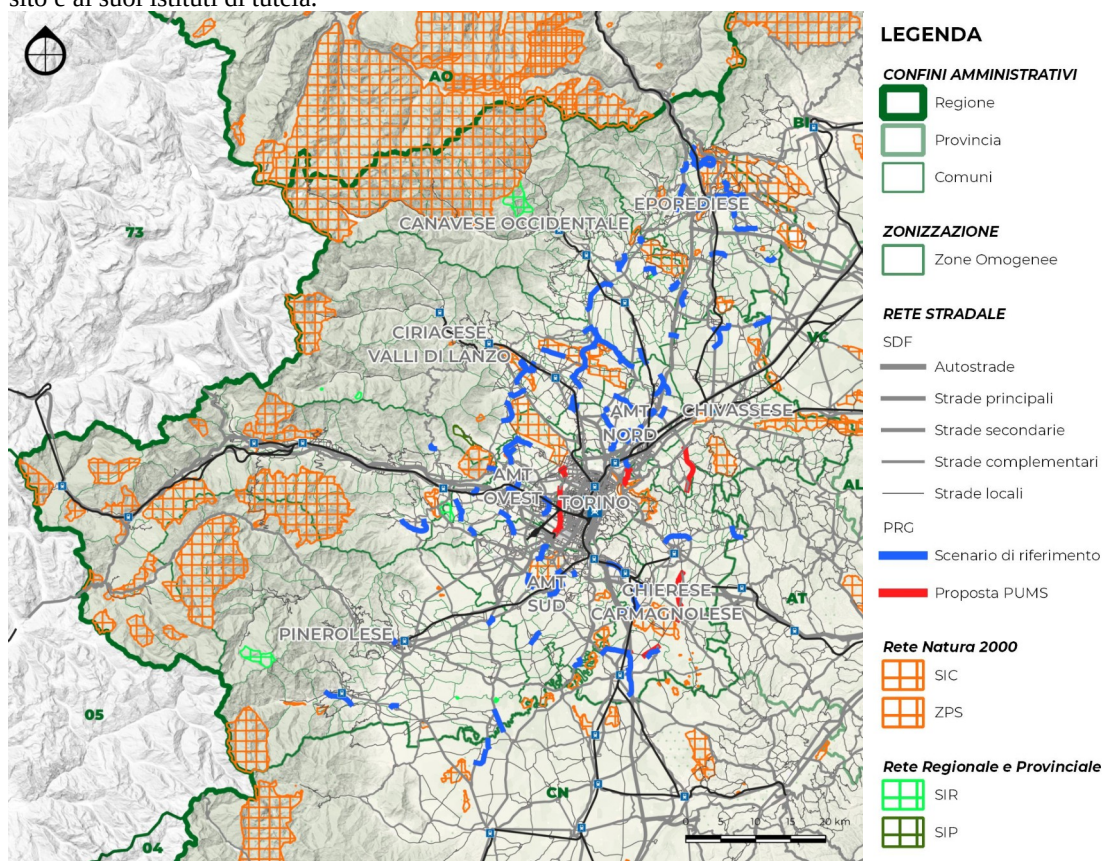 sito e ai suoi istituti di tutela.
AO
BI
73
EPOREDIESE
CANAVESE OCCIDENTALE
CIRIACESE
VALLI DI LANZO
VC
AMT
NORD
CHIVASSESE
AMT
OVEST
TORINO
AL
AMT
SUD
CHIERESE
CARMAGNOLESE
AT
PINEROLESE
05
CN
04
0 5 10 15 20 km
LEGENDA
CONFINI AMMINISTRATIVI
Regione
Provincia
Comuni
ZONIZZAZIONE
Zone Omogenee
RETE STRADALE
SDF
Autostrade
Strade principali
Strade secondarie
Strade complementari
Strade locali
PRG
Scenario di riferimento
Proposta PUMS
Rete Natura 2000
SIC
ZPS
Rete Regionale e Provinciale
SIR
SIP